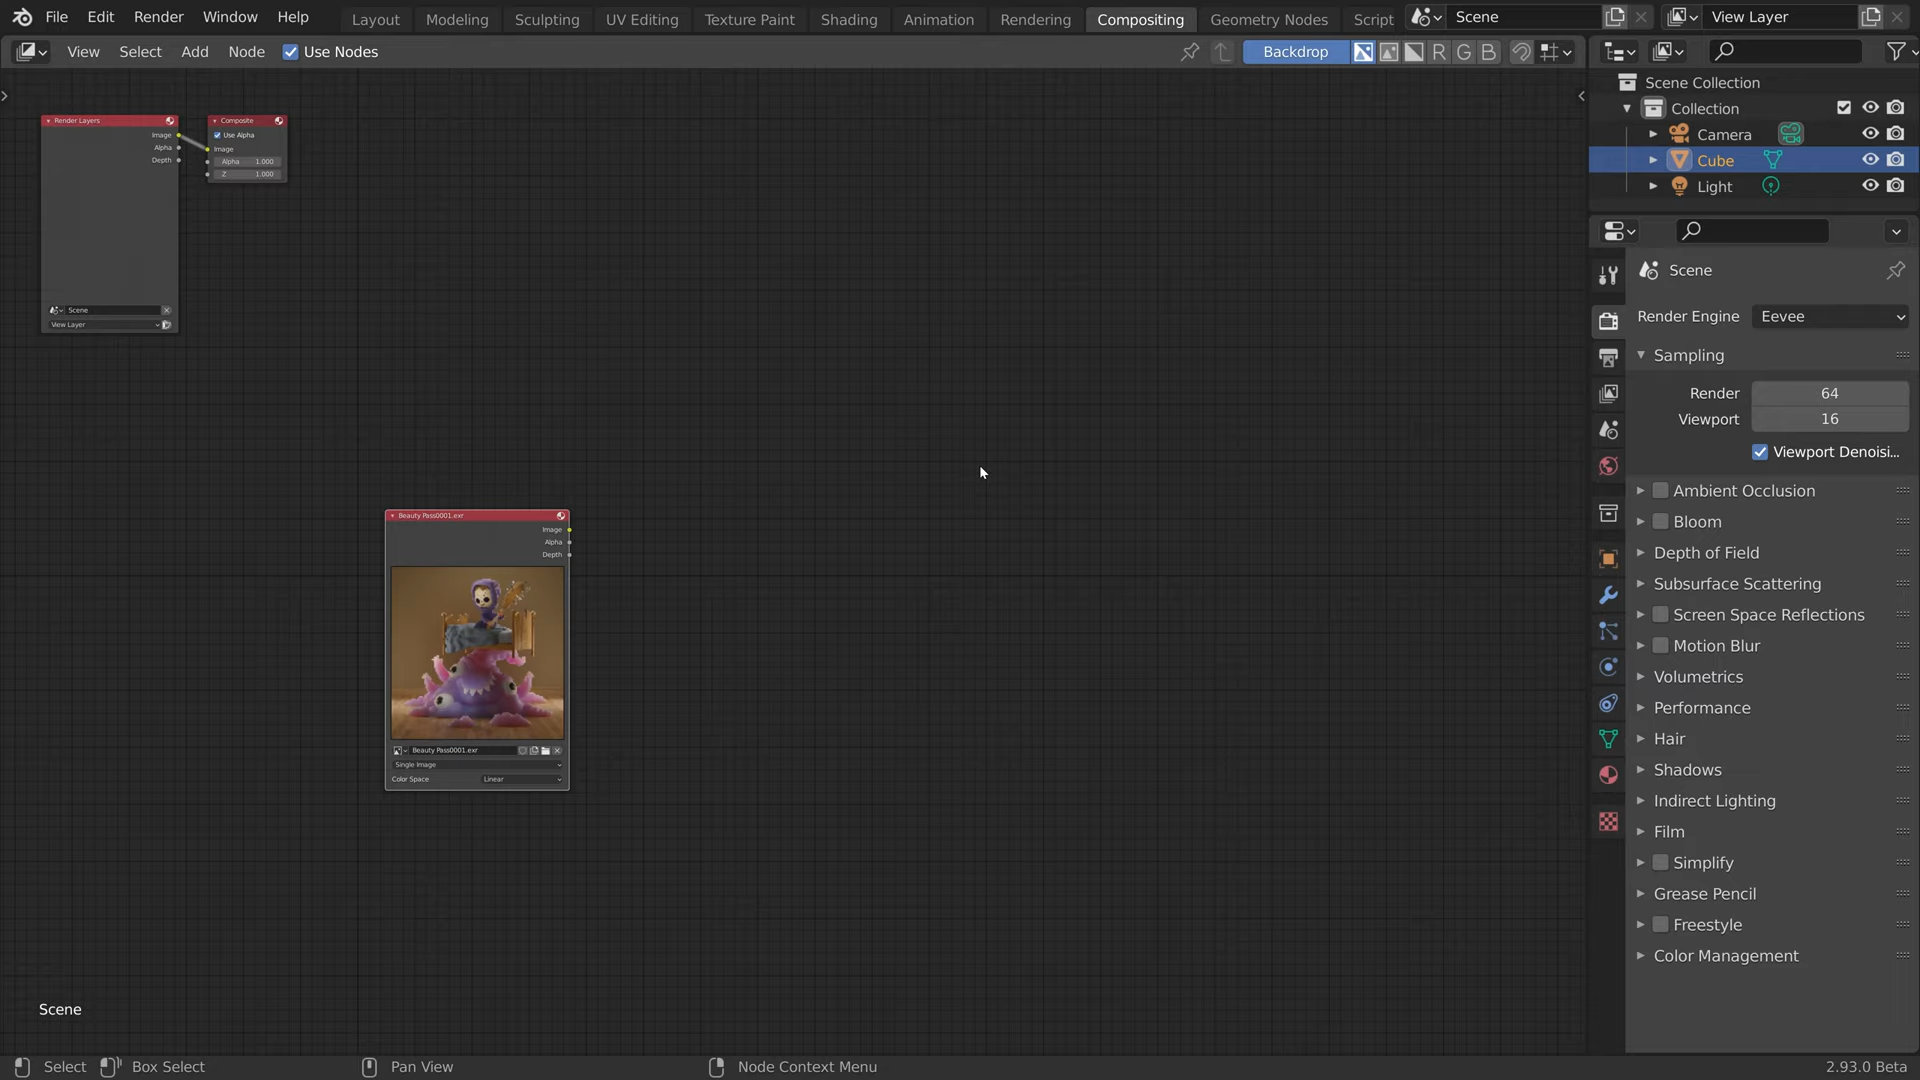 File Edit Render Window Help
Layout Modeling Sculpting UV Editing Texture Paint Shading Animation Rendering Compositing Geometry Nodes Script
Scene
View Layer
View Select Add Node Use Nodes
Backdrop R G B
Scene Collection
Collection
Camera
Cube
Light
Render Layers
Image
Alpha
Depth
Scene
View Layer
Composite
Use Alpha
Image
Alpha 1.000
Z 1.000
Beauty Pass0001.exr
Image
Alpha
Depth
Beauty Pass0001.exr
Single Image
Color Space Linear
Scene
Render Engine Eevee
Sampling
Render 64
Viewport 16
Viewport Denoisi...
Ambient Occlusion
Bloom
Depth of Field
Subsurface Scattering
Screen Space Reflections
Motion Blur
Volumetrics
Performance
Hair
Shadows
Indirect Lighting
Film
Simplify
Grease Pencil
Freestyle
Color Management
Scene
Select Box Select Pan View Node Context Menu 2.93.0 Beta